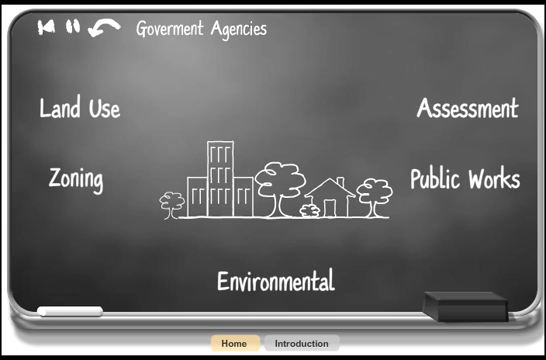 Goverment Agencies
Land Use
Assessment
Zoning
Public Works
Environmental
Home
Introduction